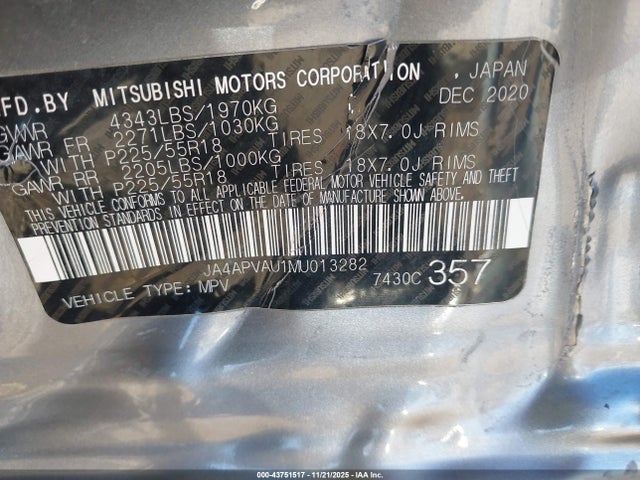 MFD.BY MITSUBISHI MOTORS CORPORATION, JAPAN
GVWR 4343LBS/1970KG DEC 2020
GAWR FR 2271LBS/1030KG
WITH P225/55R18 TIRES 18X7.0J RIMS
GAWR RR 2205LBS/1000KG
WITH P225/55R18 TIRES 18X7.0J RIMS
THIS VEHICLE CONFORMS TO ALL APPLICABLE FEDERAL MOTOR VEHICLE SAFETY AND THEFT
PREVENTION STANDARDS IN EFFECT ON THE DATE OF MANUFACTURE SHOWN ABOVE.
JA4APVAU1MU013282
VEHICLE TYPE: MPV 7430C 357
000-43751517 - 11/21/2025 - Copyright © IAA, Inc.